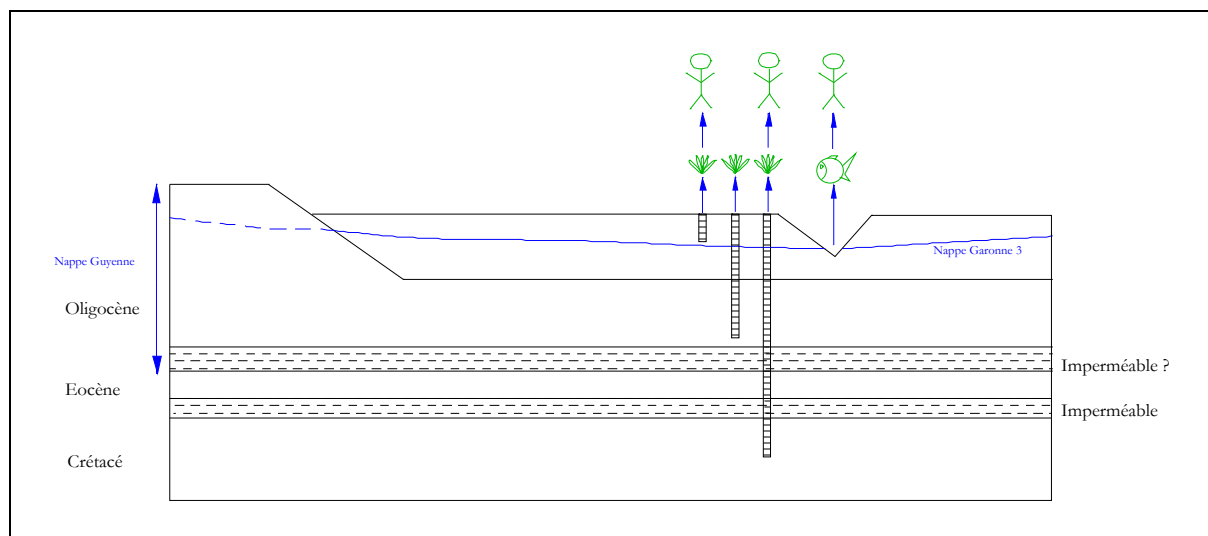 Nappe Garonne 3
Nappe Guyenne
Oligocène
Imperméable ?
Eocène
Imperméable
Crétacé